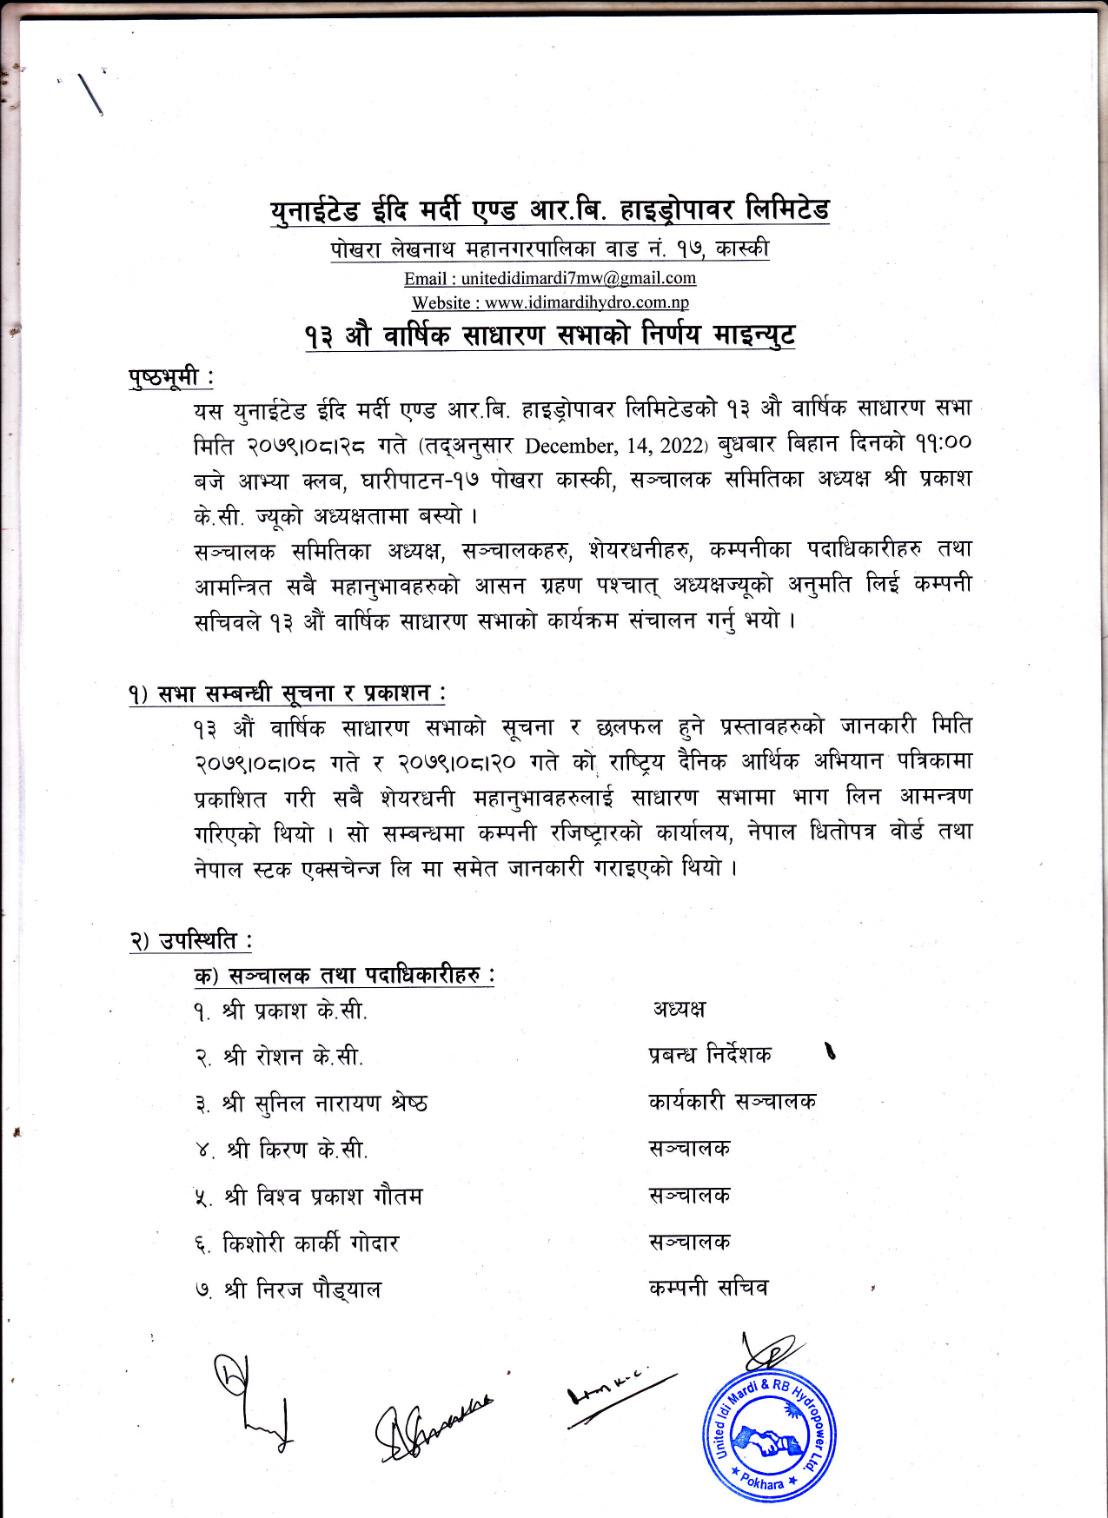 युनाईटेड ईदि मर्दी एण्ड आर.बि. हाइड्रोपावर लिमिटेड
पोखरा लेखनाथ महानगरपालिका वाड नं. १७, कास्की
Email : unitedidimardi7mw@gmail.com
Website : www.idimardihydro.com.np
१३ औ वार्षिक साधारण सभाको निर्णय माइन्युट
पुष्ठभूमी :
यस युनाईटेड ईदि मर्दी एण्ड आर.बि. हाइड्रोपावर लिमिटेडको १३ औ वार्षिक साधारण सभा
मिति २०७९।०८।२८ गते (तद्अनुसार December, 14, 2022) बुधबार बिहान दिनको ११:००
बजे आभ्या क्लब, घारीपाटन-१७ पोखरा कास्की, सञ्चालक समितिका अध्यक्ष श्री प्रकाश
के.सी. ज्यूको अध्यक्षतामा बस्यो ।
सञ्चालक समितिका अध्यक्ष, सञ्चालकहरु, शेयरधनीहरु, कम्पनीका पदाधिकारीहरु तथा
आमन्त्रित सबै महानुभावहरुको आसन ग्रहण पश्चात् अध्यक्षज्यूको अनुमति लिई कम्पनी
सचिवले १३ औं वार्षिक साधारण सभाको कार्यक्रम संचालन गर्नु भयो ।
१) सभा सम्बन्धी सूचना र प्रकाशन :
१३ औं वार्षिक साधारण सभाको सूचना र छलफल हुने प्रस्तावहरुको जानकारी मिति
२०७९।०८।०८ गते र २०७९।०८।२० गते को राष्ट्रिय दैनिक आर्थिक अभियान पत्रिकामा
प्रकाशित गरी सबै शेयरधनी महानुभावहरुलाई साधारण सभामा भाग लिन आमन्त्रण
गरिएको थियो । सो सम्बन्धमा कम्पनी रजिष्ट्रारको कार्यालय, नेपाल धितोपत्र वोर्ड तथा
नेपाल स्टक एक्सचेन्ज लि मा समेत जानकारी गराइएको थियो ।
२) उपस्थिति :
क) सञ्चालक तथा पदाधिकारीहरु :
१. श्री प्रकाश के.सी. अध्यक्ष
२. श्री रोशन के.सी. प्रबन्ध निर्देशक
३. श्री सुनिल नारायण श्रेष्ठ कार्यकारी सञ्चालक
४. श्री किरण के.सी. सञ्चालक
५. श्री विश्व प्रकाश गौतम सञ्चालक
६. किशोरी कार्की गोदार सञ्चालक
७. श्री निरज पौड्याल कम्पनी सचिव
United Idi Mardi & RB Hydropower Ltd.
★ Pokhara ★